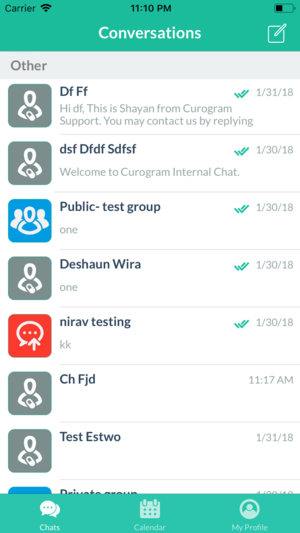 Carrier 11:10 PM
Conversations
Other
Df Ff 1/31/18
Hi df, This is Shayan from Curogram
Support. You may contact us by replying
dsf Dfdf Sdfsf 1/30/18
Welcome to Curogram Internal Chat.
Public- test group 1/30/18
one
Deshaun Wira 1/30/18
one
nirav testing 1/30/18
kk
Ch Fjd 11:17 AM
Test Estwo 1/31/18
Private group 1/30/18
Chats Calendar My Profile